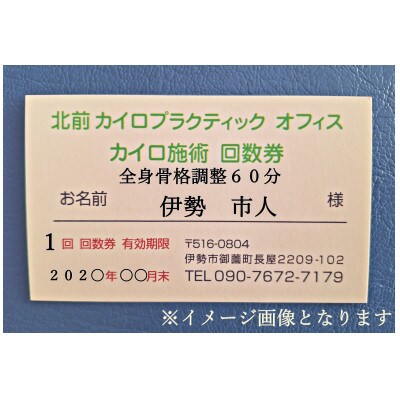 北前 カイロプラクティック オフィス
カイロ施術 回数券
全身骨格調整６０分
お名前 伊勢 市人 様
1回 回数券 有効期限
２０２〇年〇〇月末
〒516-0804
伊勢市御薗町長屋2209-102
TEL 090-7672-7179
※イメージ画像となります